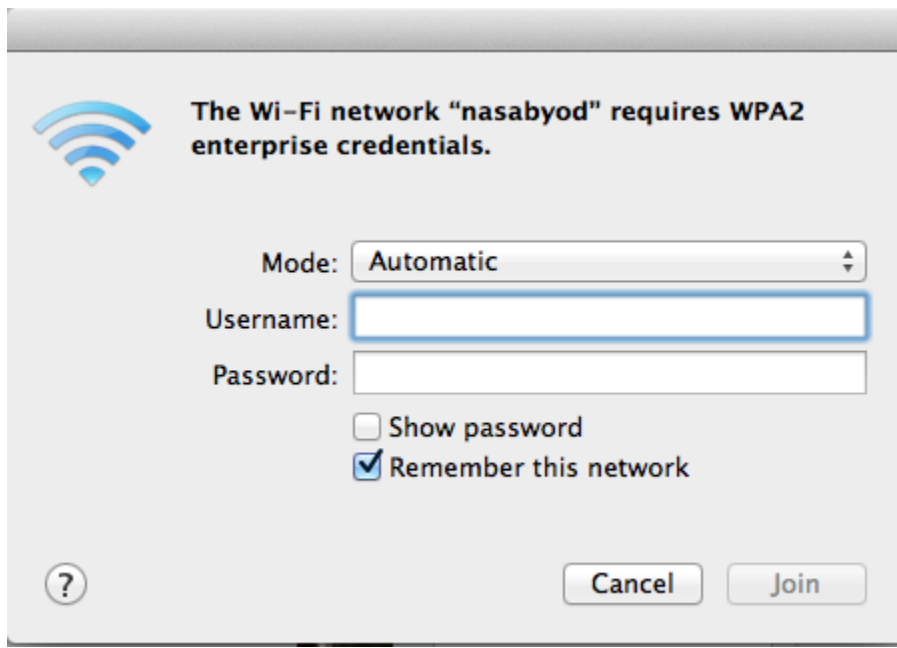 The Wi-Fi network “nasabyod” requires WPA2
enterprise credentials.
Mode: Automatic
Username:
Password:
Show password
Remember this network
? Cancel Join